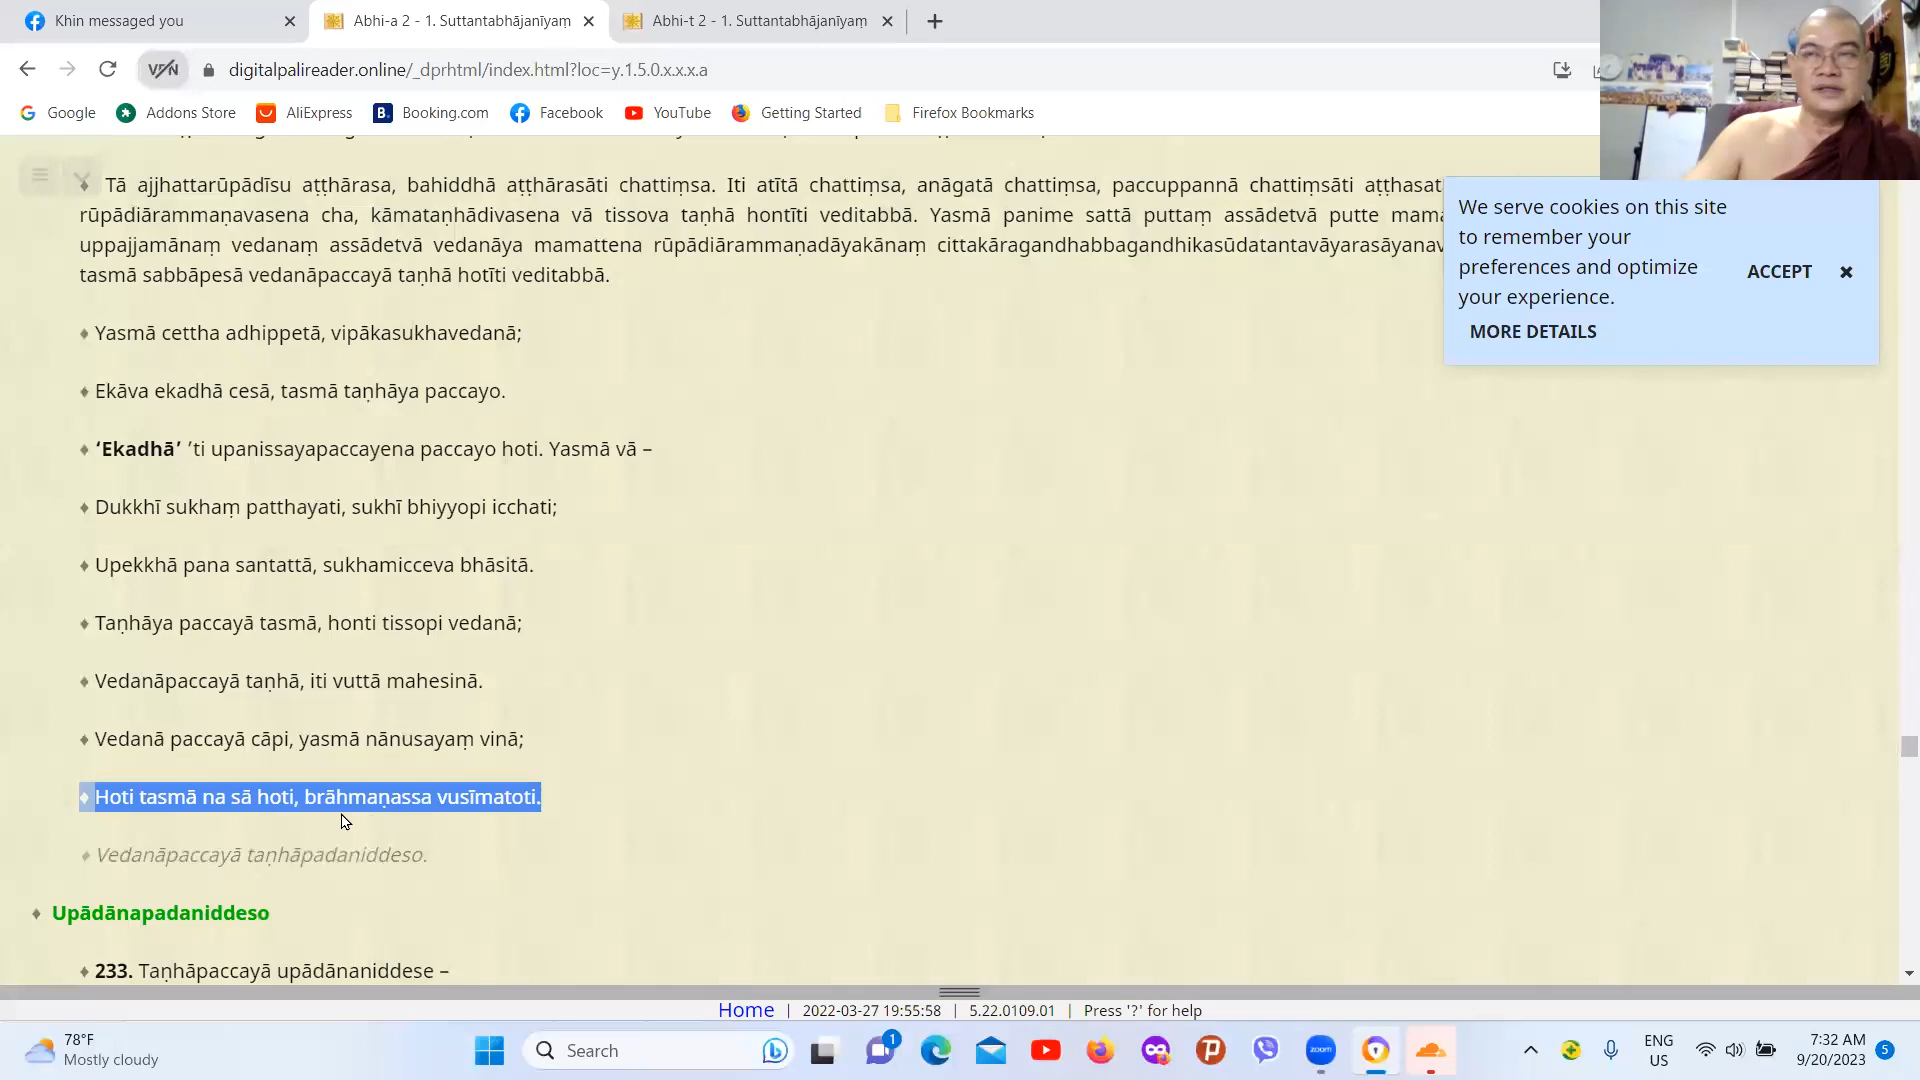 Khin messaged you
Abhi-a 2 - 1. Suttantabhājanīyaṃ
Abhi-t 2 - 1. Suttantabhājanīyaṃ
VPN
digitalpalireader.online/_dprhtml/index.html?loc=y.1.5.0.x.x.x.a
Google
Addons Store
AliExpress
Booking.com
Facebook
YouTube
Getting Started
Firefox Bookmarks
Tā ajjhattarūpādīsu aṭṭhārasa, bahiddhā aṭṭhārasāti chattiṃsa. Iti atītā chattiṃsa, anāgatā chattiṃsa, paccuppannā chattiṃsāti aṭṭhasat
rūpādiārammaṇavasena cha, kāmataṇhādivasena vā tissova taṇhā hontīti veditabbā. Yasmā panime sattā puttaṃ assādetvā putte mama
uppajjamānaṃ vedanaṃ assādetvā vedanāya mamattena rūpādiārammaṇadāyakānaṃ cittakāragandhabbagandhikasūdatantavāyarasāyanav
tasmā sabbāpesā vedanāpaccayā taṇhā hotīti veditabbā.
Yasmā cettha adhippetā, vipākasukhavedanā;
Ekāva ekadhā cesā, tasmā taṇhāya paccayo.
‘Ekadhā’ ’ti upanissayapaccayena paccayo hoti. Yasmā vā –
Dukkhī sukhaṃ patthayati, sukhī bhiyyopi icchati;
Upekkhā pana santattā, sukhamicceva bhāsitā.
Taṇhāya paccayā tasmā, honti tissopi vedanā;
Vedanāpaccayā taṇhā, iti vuttā mahesinā.
Vedanā paccayā cāpi, yasmā nānusayaṃ vinā;
Hoti tasmā na sā hoti, brāhmaṇassa vusīmatoti.
Vedanāpaccayā taṇhāpadaniddeso.
Upādānapadaniddeso
233. Taṇhāpaccayā upādānaniddese –
We serve cookies on this site
to remember your
preferences and optimize
your experience.
ACCEPT
MORE DETAILS
Home | 2022-03-27 19:55:58 | 5.22.0109.01 | Press '?' for help
78°F
Mostly cloudy
Search
1
zoom
ENG
US
7:32 AM
9/20/2023
5